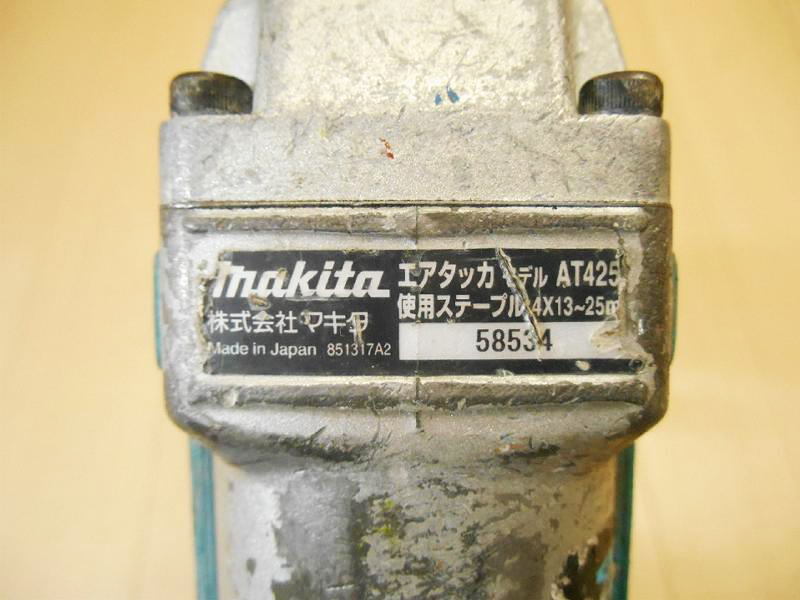 makita
株式会社マキタ
Made in Japan 851317A2
エアタッカ モデル AT425
使用ステープル 4X13~25m
58534